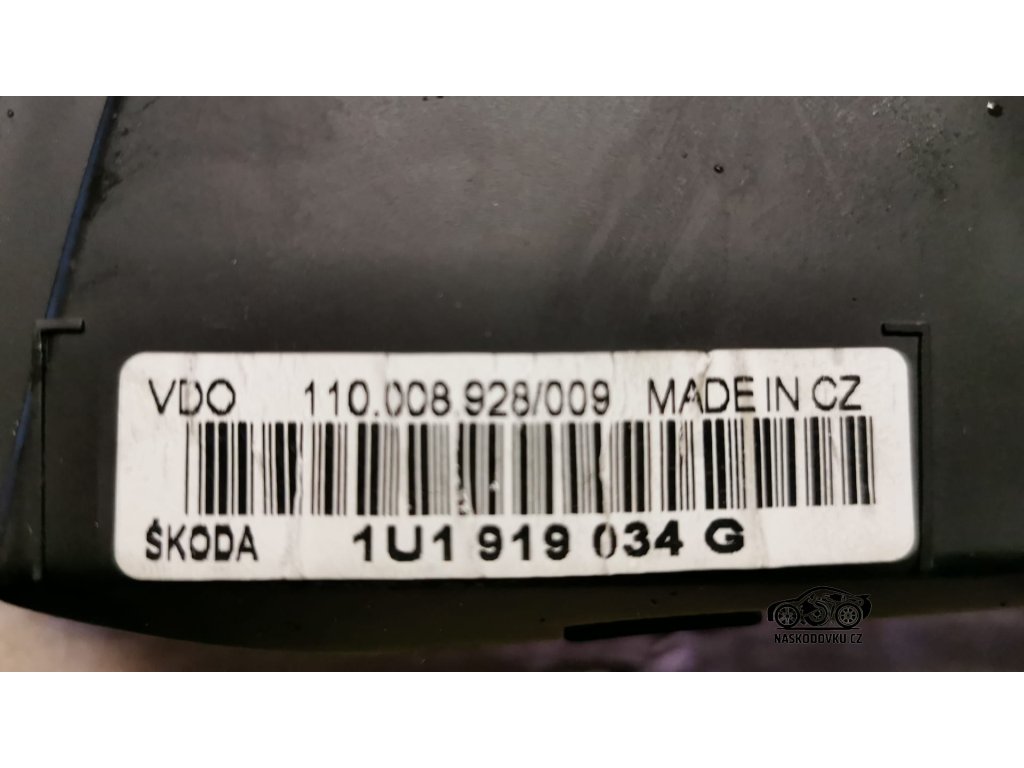 VDO 110.008.928/009 MADE IN CZ
ŠKODA 1U1 919 034 G
NASKODOVKU.CZ